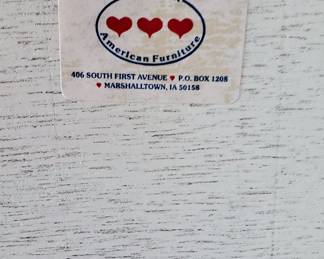 American Furniture
406 SOUTH FIRST AVENUE ♥ P.O. BOX 1208
♥ MARSHALLTOWN, IA 50158